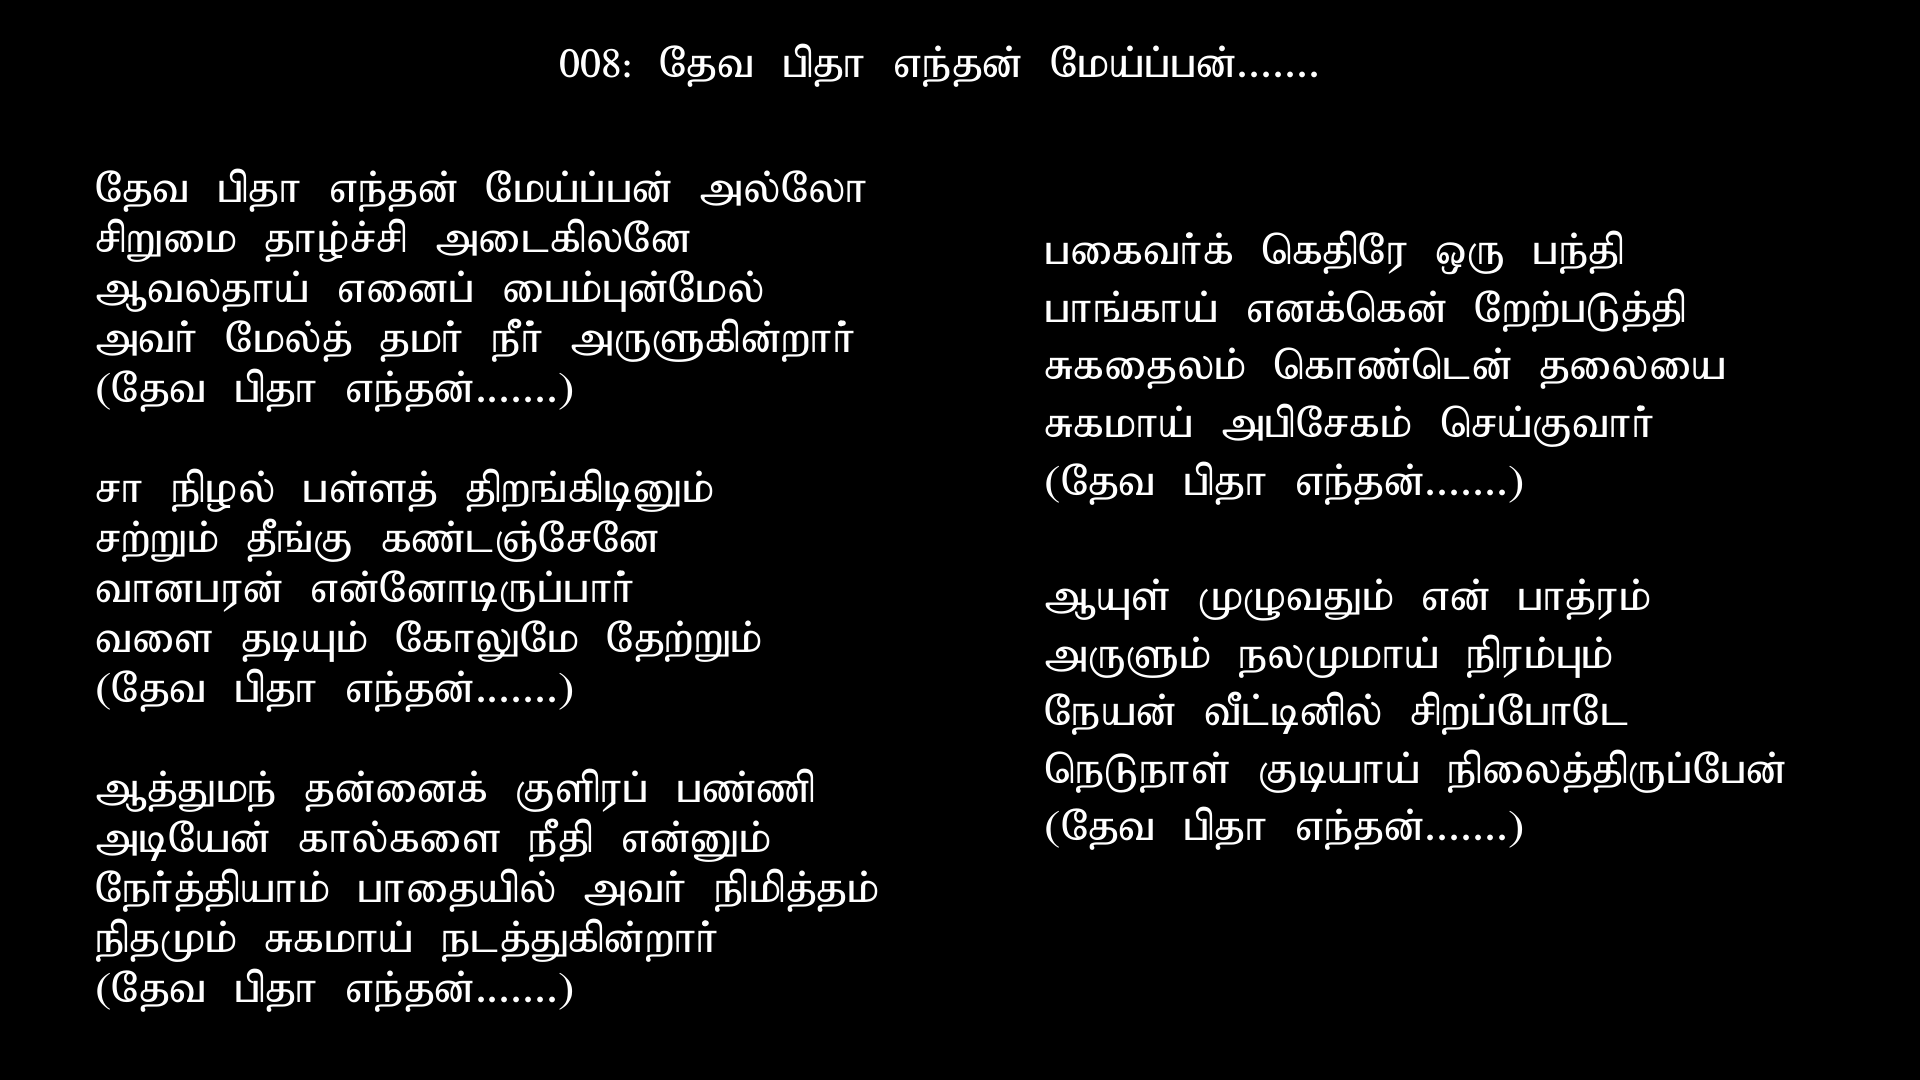 008: தேவ பிதா எந்தன் மேய்ப்பன்.......
தேவ பிதா எந்தன் மேய்ப்பன் அல்லோ
சிறுமை தாழ்ச்சி அடைகிலனே
ஆவலதாய் எனைப் பைம்புன்மேல்
அவர் மேல்த் தமர் நீர் அருளுகின்றார்
(தேவ பிதா எந்தன்.......)
சா நிழல் பள்ளத் திறங்கிடினும்
சற்றும் தீங்கு கண்டஞ்சேனே
வானபரன் என்னோடிருப்பார்
வளை தடியும் கோலுமே தேற்றும்
(தேவ பிதா எந்தன்.......)
ஆத்துமந் தன்னைக் குளிரப் பண்ணி
அடியேன் கால்களை நீதி என்னும்
நேர்த்தியாம் பாதையில் அவர் நிமித்தம்
நிதமும் சுகமாய் நடத்துகின்றார்
(தேவ பிதா எந்தன்.......)
பகைவர்க் கெதிரே ஒரு பந்தி
பாங்காய் எனக்கென் றேற்படுத்தி
சுகதைலம் கொண்டென் தலையை
சுகமாய் அபிசேகம் செய்குவார்
(தேவ பிதா எந்தன்.......)
ஆயுள் முழுவதும் என் பாத்ரம்
அருளும் நலமுமாய் நிரம்பும்
நேயன் வீட்டினில் சிறப்போடே
நெடுநாள் குடியாய் நிலைத்திருப்பேன்
(தேவ பிதா எந்தன்.......)